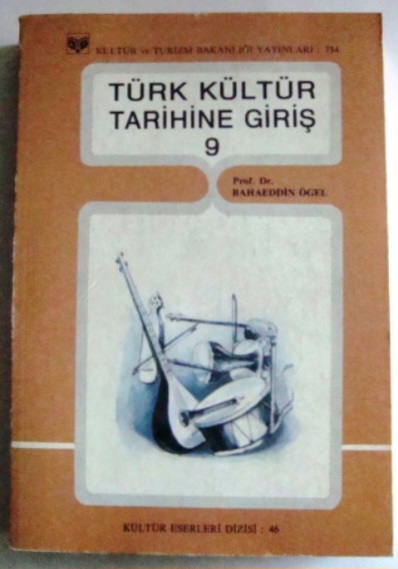 KÜLTÜR ve TURİZM BAKANLIĞI YAYINLARI : 754
TÜRK KÜLTÜR
TARİHİNE GİRİŞ
9
Prof. Dr.
BAHAEDDİN ÖGEL
KÜLTÜR ESERLERİ DİZİSİ : 46